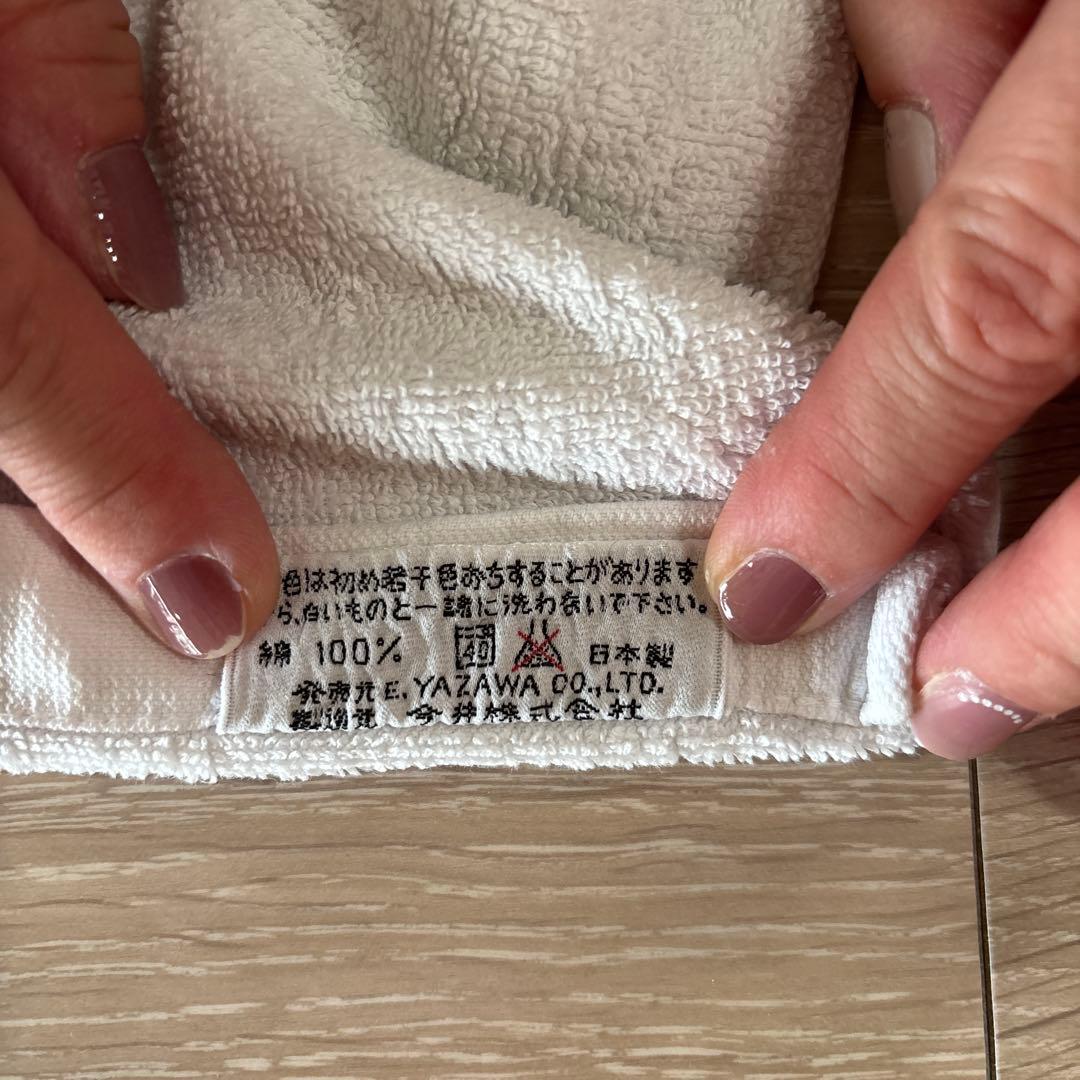 色は初め若干色おちすることがあります
ら、白いものと一諸に洗わないで下さい。
綿 100% 40 日本製
発売元 E. YAZAWA CO., LTD.
製造元 今井株式会社